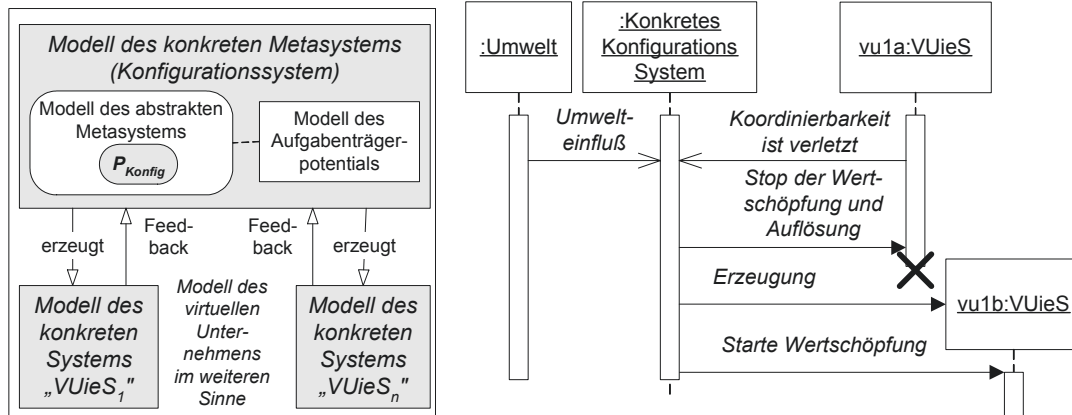 Modell des konkreten Metasystems
(Konfigurationssystem)
Modell des abstrakten
Metasystems
P_Konfig
Modell des
Aufgabenträger-
potentials
erzeugt
Feed-
back
Feed-
back
erzeugt
Modell des
konkreten
Systems
„VUieS_1"
Modell des
virtuellen
Unter-
nehmens
im weiteren
Sinne
Modell des
konkreten
Systems
„VUieS_n"
:Umwelt
:Konkretes
Konfigurations
System
vu1a:VUieS
Umwelt-
einfluß
Koordinierbarkeit
ist verletzt
Stop der Wert-
schöpfung und
Auflösung
Erzeugung
vu1b:VUieS
Starte Wertschöpfung